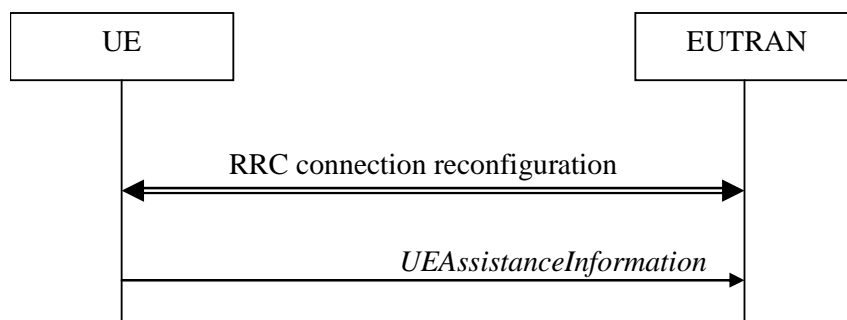 UE
EUTRAN
RRC connection reconfiguration
UEAssistanceInformation